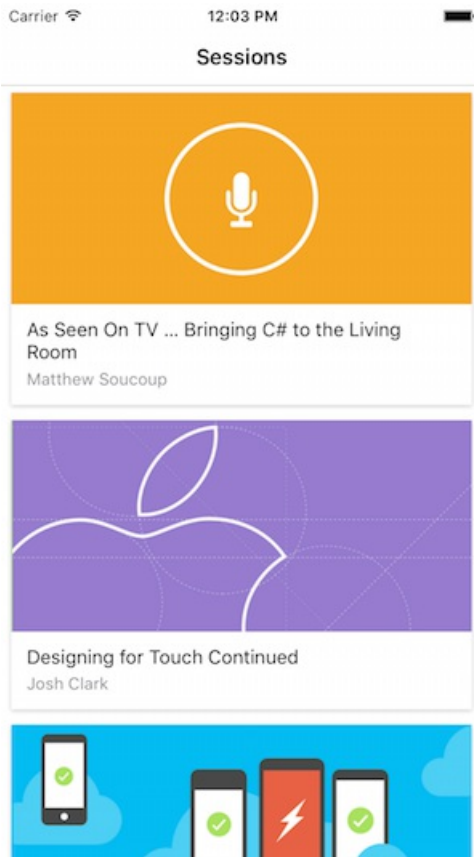 Carrier 12:03 PM
Sessions
As Seen On TV ... Bringing C# to the Living
Room
Matthew Soucoup
Designing for Touch Continued
Josh Clark